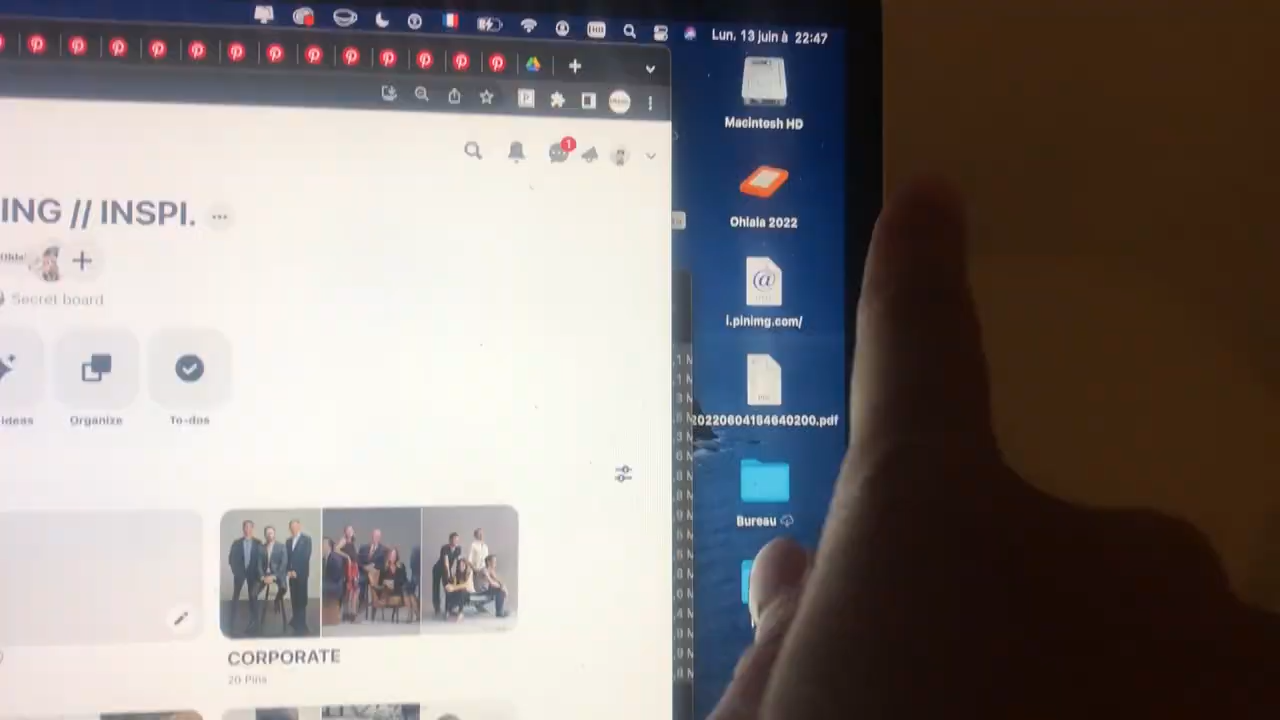 Lun. 13 juin à 22:47
Macintosh HD
ING // INSPI.
Ohlala 2022
1
Secret board
i.pinimg.com/
ideas
Organize
To-dos
20220604184640200.pdf
Bureau
CORPORATE
20 Pins